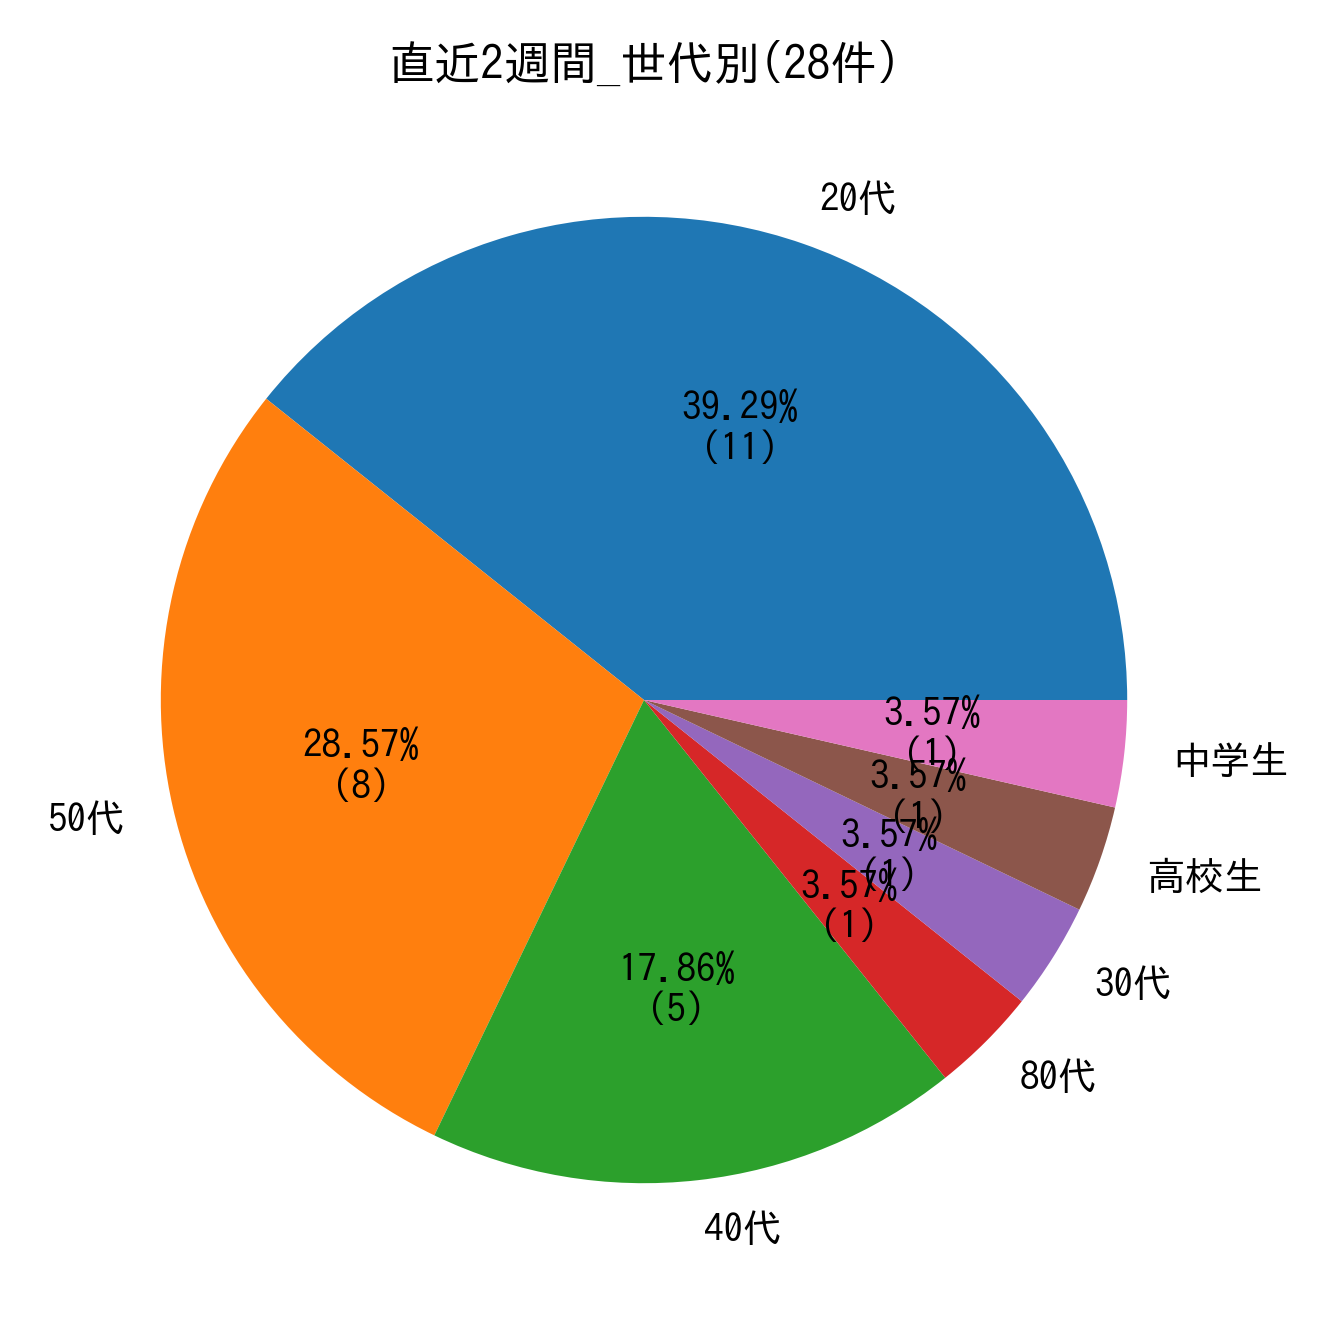 直近2週間_世代別(28件)
20代
39.29%
(11)
28.57%
(8)
50代
17.86%
(5)
40代
3.57%
(1)
80代
3.57%
(1)
30代
3.57%
(1)
高校生
3.57%
(1)
中学生